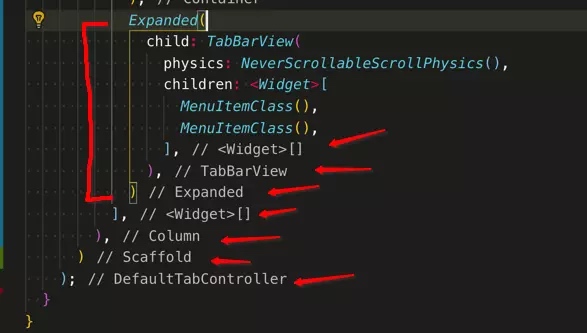 ), // Container
Expanded(
child: TabBarView(
physics: NeverScrollableScrollPhysics(),
children: <Widget>[
MenuItemClass(),
MenuItemClass(),
], // <Widget>[]
), // TabBarView
) // Expanded
], // <Widget>[]
), // Column
) // Scaffold
); // DefaultTabController
}
}